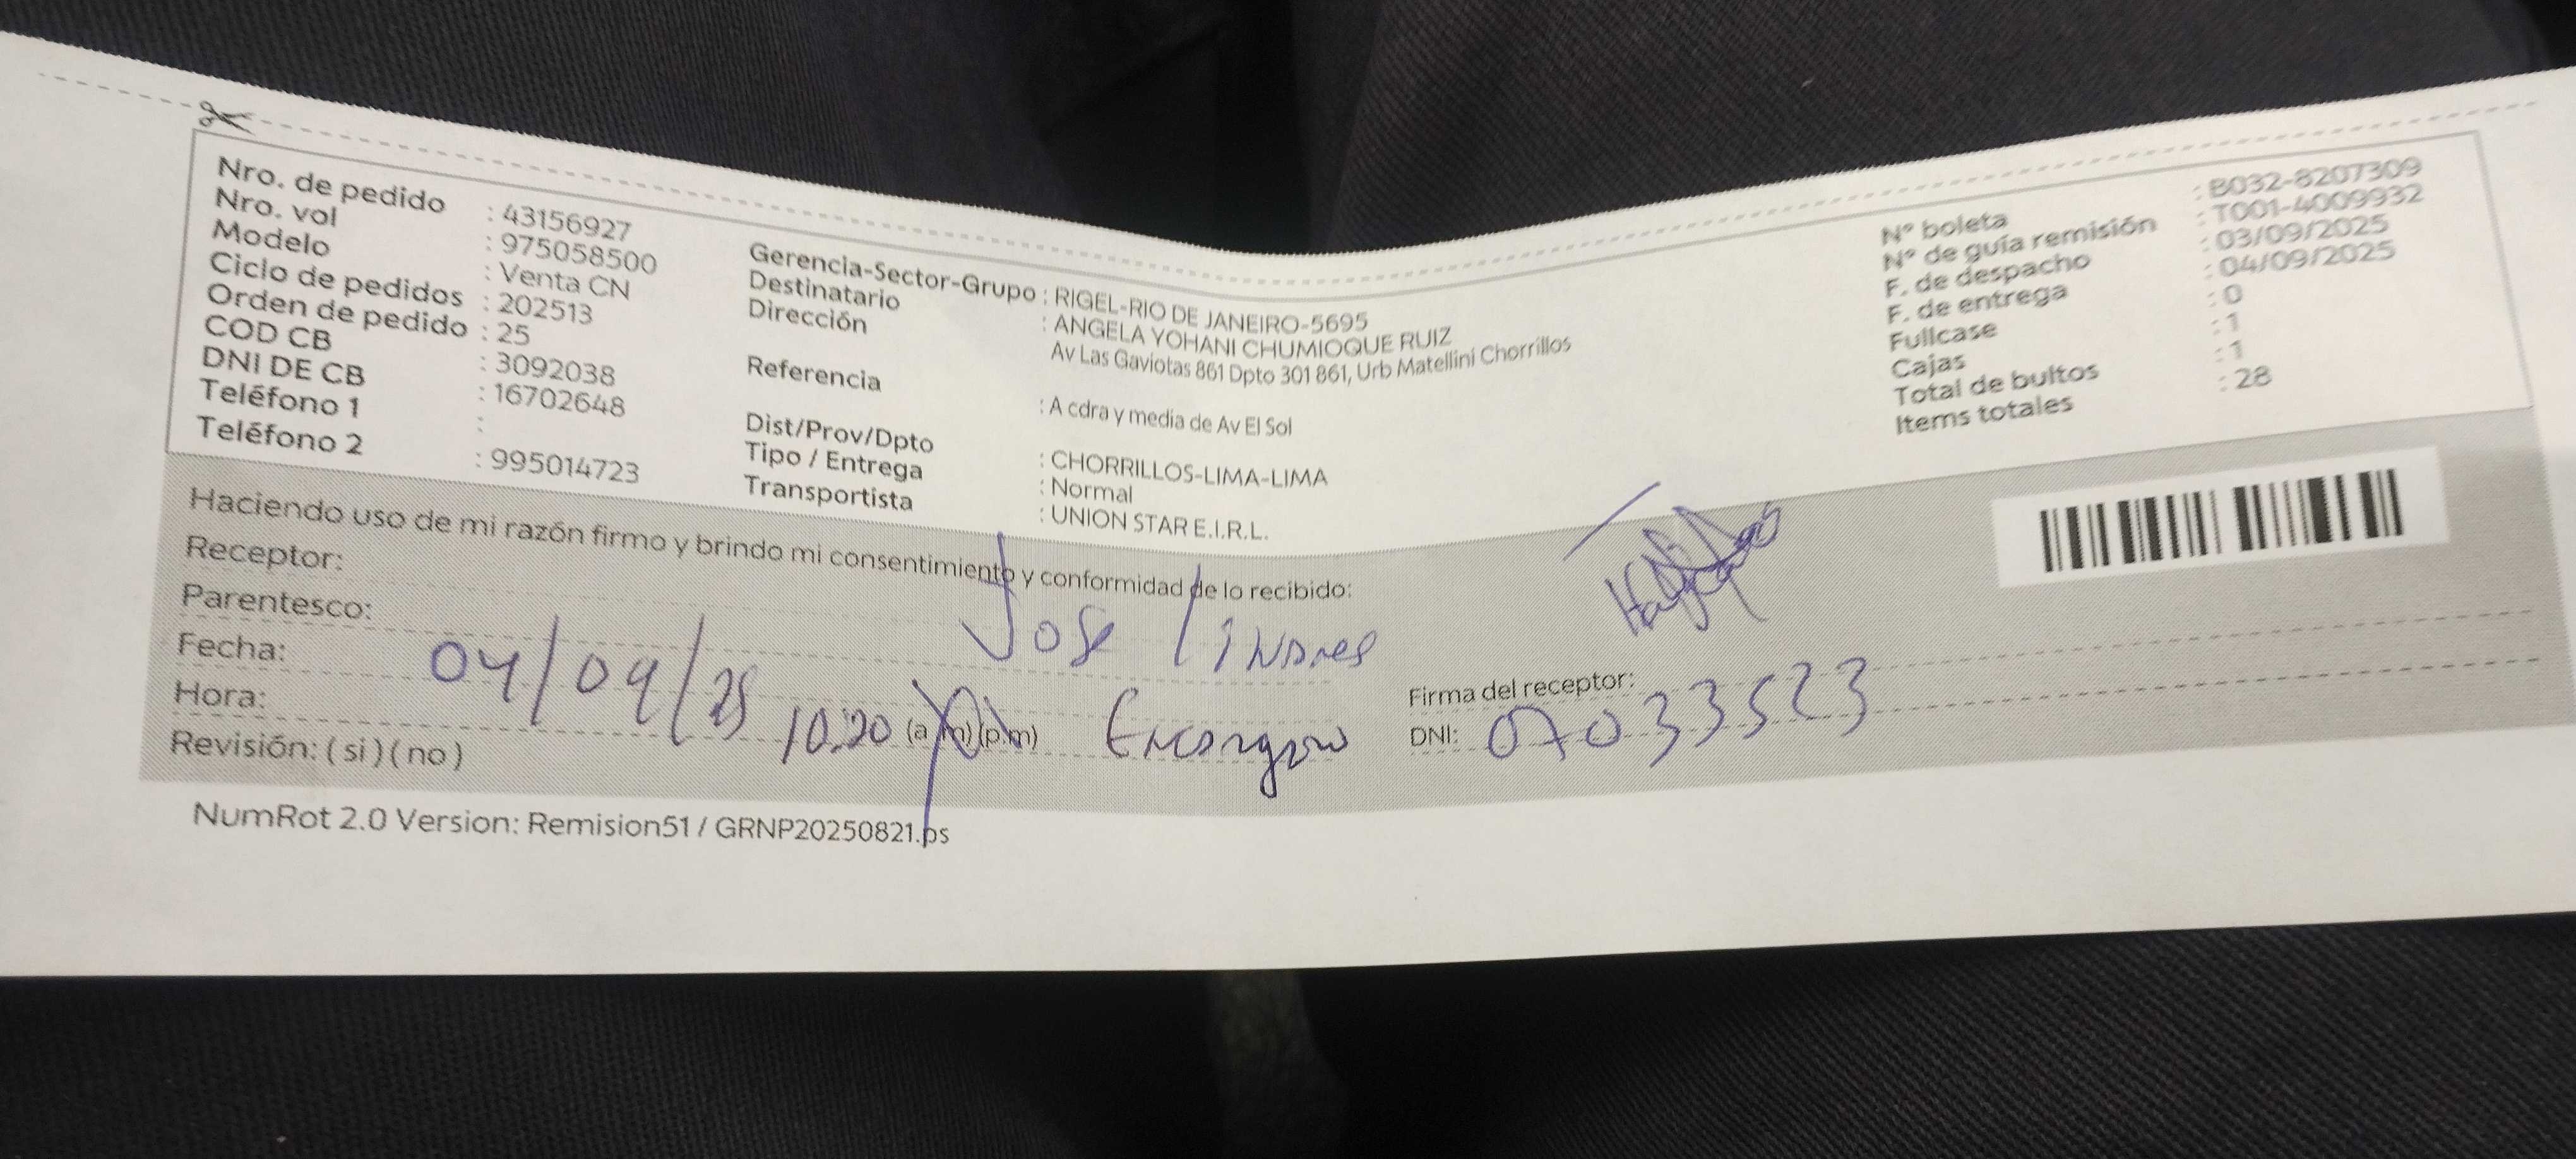 Nro. de pedido : 43156927
Nro. vol : 975058500
Modelo : Venta CN
Ciclo de pedidos : 202513
Orden de pedido : 25
COD CB : 3092038
DNI DE CB : 16702648
Teléfono 1 :
Teléfono 2 : 995014723
Gerencia-Sector-Grupo : RIGEL-RIO DE JANEIRO-5695
Destinatario : ANGELA YOHANI CHUMIOQUE RUIZ
Dirección Av Las Gaviotas 861 Dpto 301 861, Urb Matellini Chorrillos
Referencia : A cdra y media de Av El Sol
Dist/Prov/Dpto : CHORRILLOS-LIMA-LIMA
Tipo / Entrega : Normal
Transportista : UNION STAR E.I.R.L.
N° boleta : B032-8207309
N° de guía remisión : T001-4009932
F. de despacho : 03/09/2025
F. de entrega : 04/09/2025
Fullcase : 0
Cajas : 1
Total de bultos : 1
Items totales : 28
Haciendo uso de mi razón firmo y brindo mi consentimiento y conformidad de lo recibido:
Receptor: Jose
Parentesco:
Fecha: 04/09/25
Hora: 10:20 (a.m) (p.m)
Revisión: ( si ) ( no )
Firma del receptor:
DNI: 07033523
NumRot 2.0 Version: Remision51 / GRNP20250821.ps